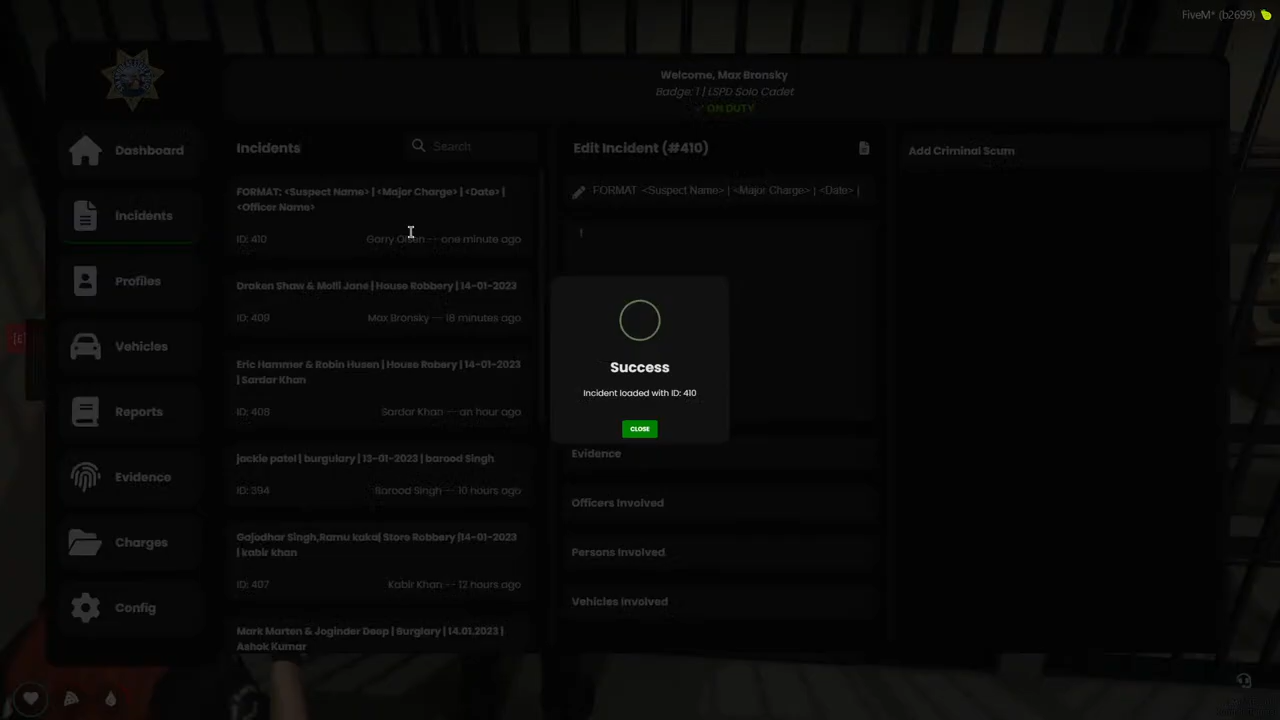 FiveM* (b2699)
Welcome, Max Bronsky
Badge: 1 | LSPD Solo Cadet
ON DUTY
Dashboard
Incidents
Profiles
Vehicles
Reports
Evidence
Charges
Config
Incidents
Search
FORMAT: <Suspect Name> | <Major Charge> | <Date> |
<Officer Name>
ID: 410
Garry Olsen -- one minute ago
Draken Shaw & Molli Jane | House Robbery | 14-01-2023
ID: 409
Max Bronsky -- 18 minutes ago
Eric Hammer & Robin Husen | House Robery | 14-01-2023
| Sardar Khan
ID: 408
Sardar Khan -- an hour ago
jackie patel | burgulary | 13-01-2023 | barood Singh
ID: 394
Barood Singh -- 10 hours ago
Gajodhar Singh,Ramu kaka| Store Robbery |14-01-2023
| kabir khan
ID: 407
Kabir Khan -- 12 hours ago
Mark Marten & Joginder Deep | Burglary | 14.01.2023 |
Ashok Kumar
Edit Incident (#410)
FORMAT: <Suspect Name> | <Major Charge> | <Date> |
Success
Incident loaded with ID: 410
CLOSE
Evidence
Officers Involved
Persons Involved
Vehicles Involved
Add Criminal Scum
[E]